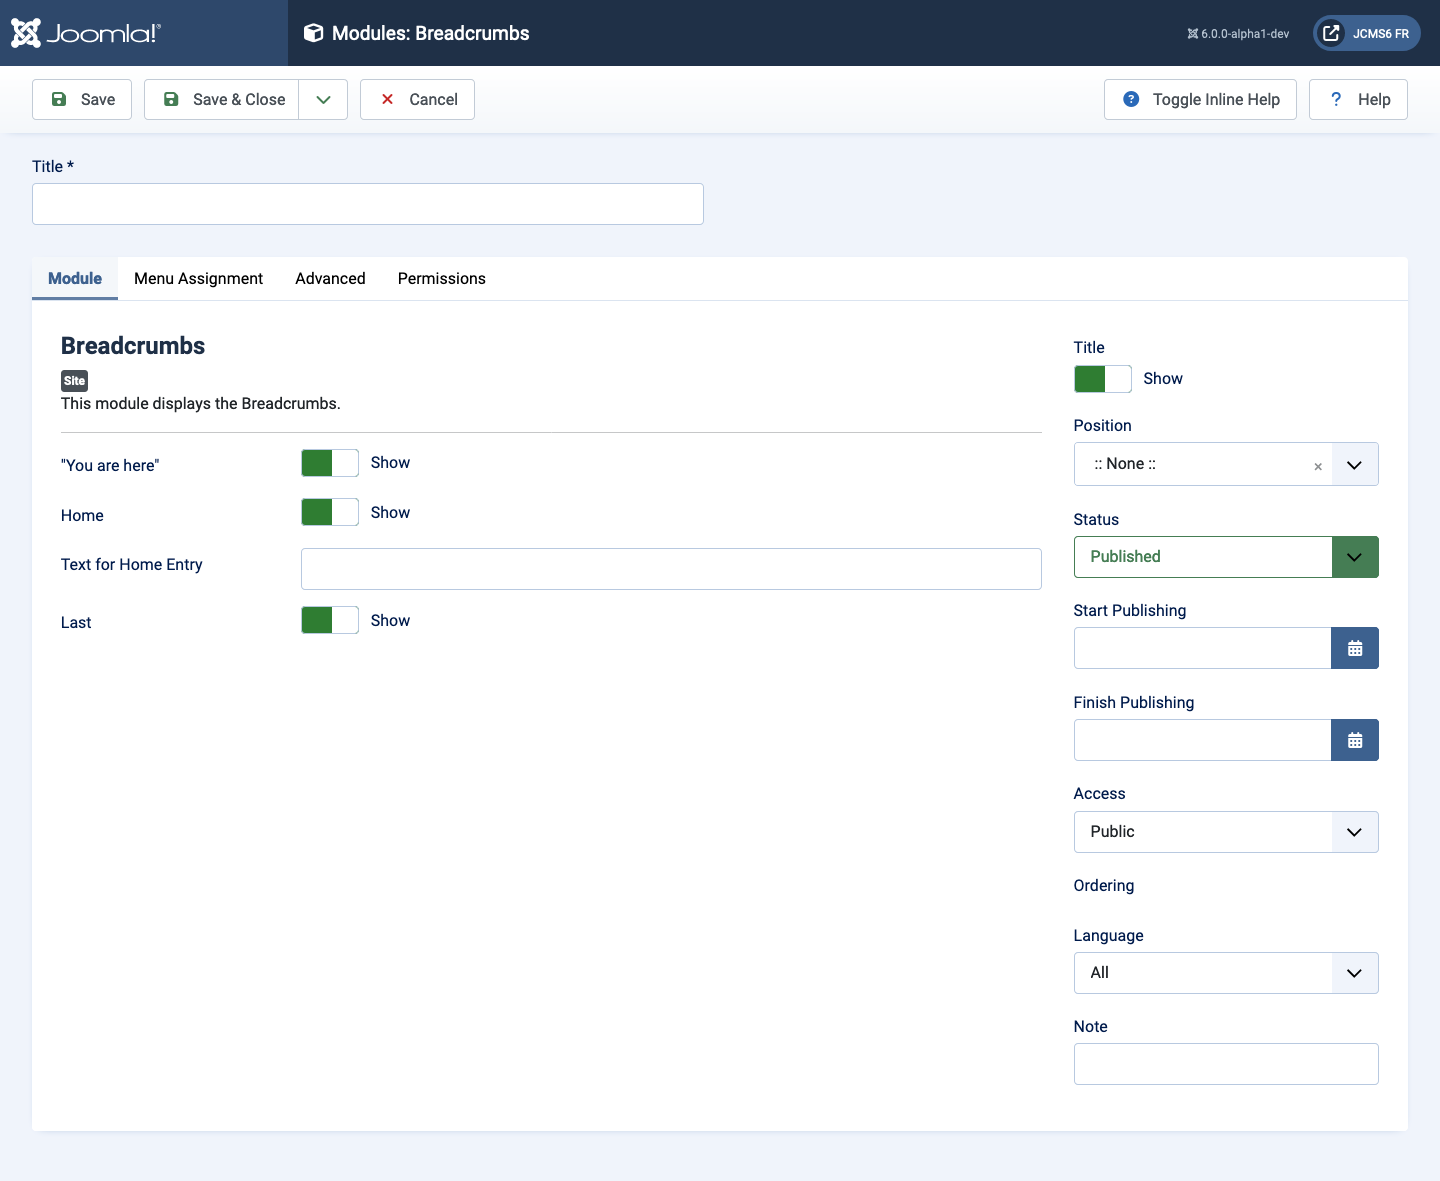 Joomla!® Modules: Breadcrumbs 6.0.0-alpha1-dev JCMS6 FR
Save Save & Close Cancel Toggle Inline Help Help
Title *
Module Menu Assignment Advanced Permissions
Breadcrumbs
Site
This module displays the Breadcrumbs.
"You are here" Show
Home Show
Text for Home Entry
Last Show
Title
Show
Position
:: None :: ×
Status
Published
Start Publishing
Finish Publishing
Access
Public
Ordering
Language
All
Note